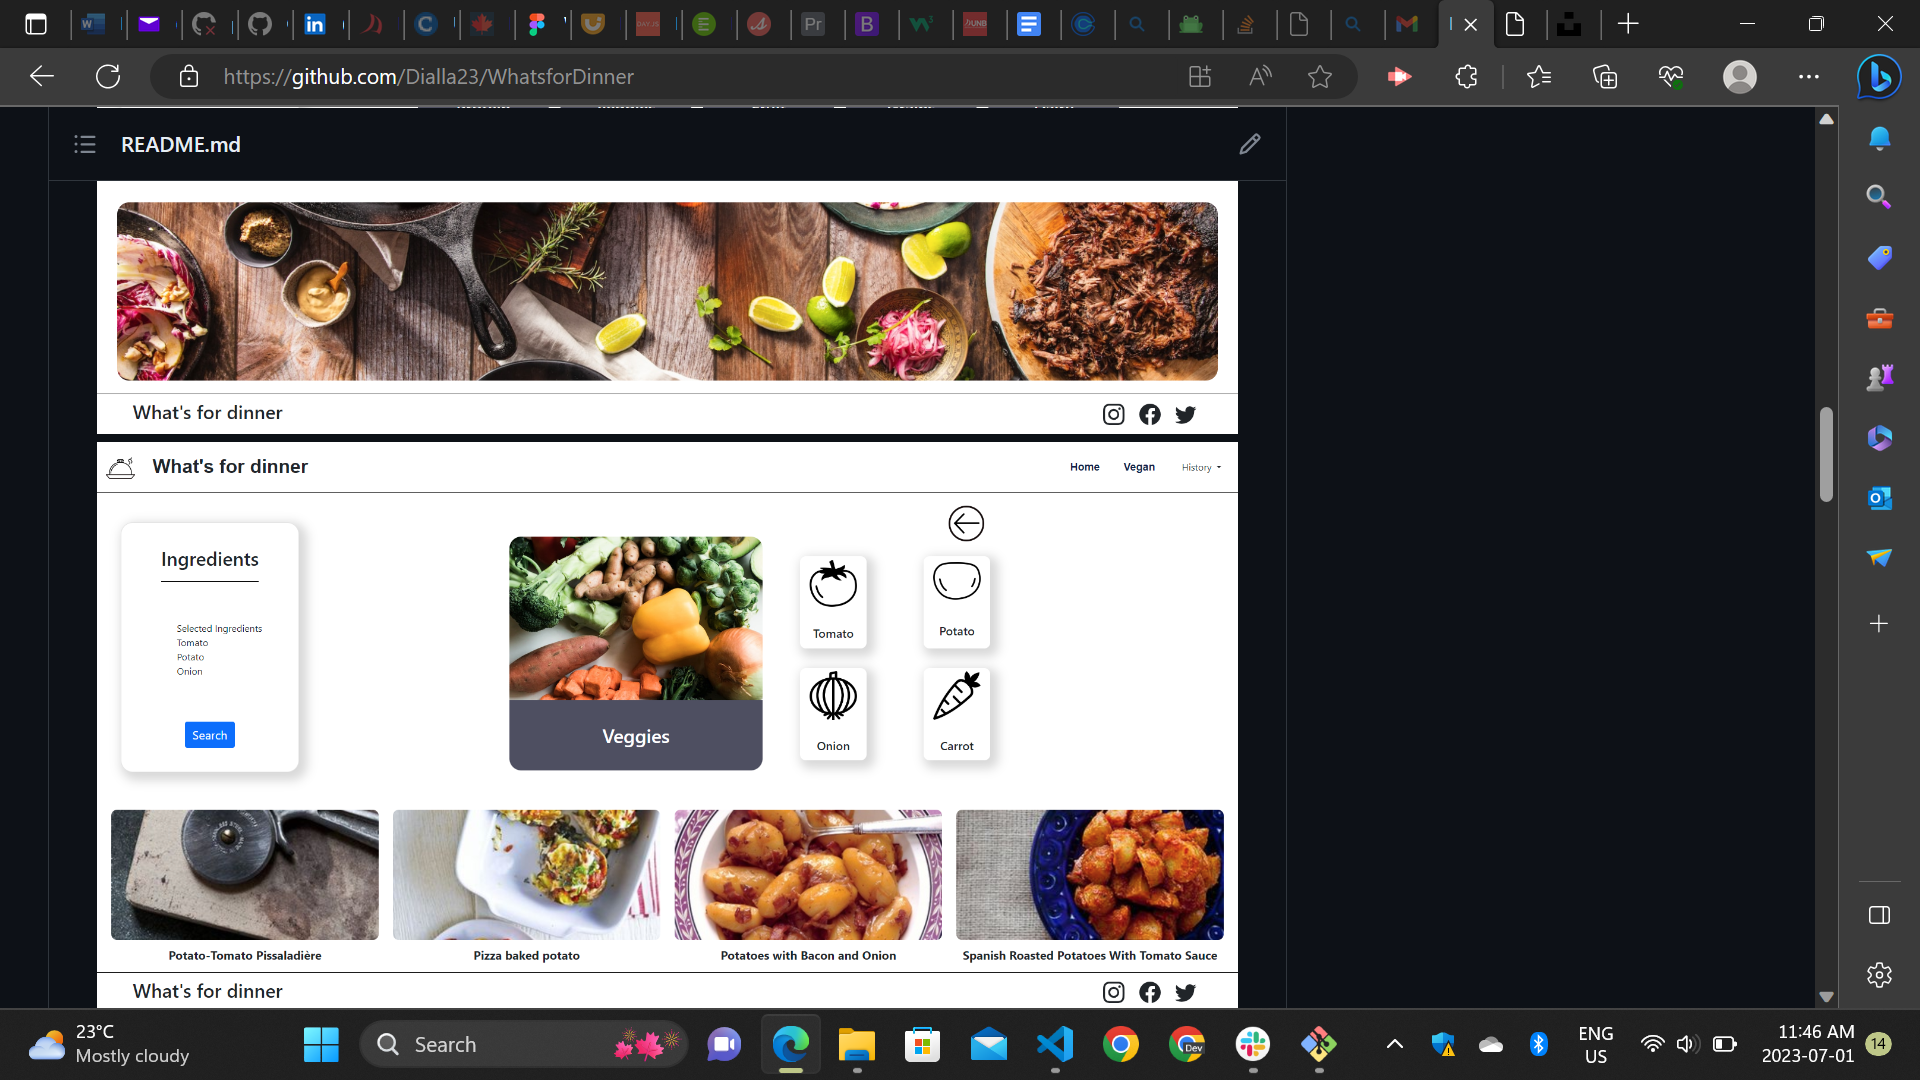 https://github.com/Dialla23/WhatsforDinner
README.md
What's for dinner
What's for dinner
Home
Vegan
History
Ingredients
Selected Ingredients
Tomato
Potato
Onion
Search
Veggies
Tomato
Potato
Onion
Carrot
Potato-Tomato Pissaladière
Pizza baked potato
Potatoes with Bacon and Onion
Spanish Roasted Potatoes With Tomato Sauce
What's for dinner
23°C
Mostly cloudy
Search
Dev
ENG
US
11:46 AM
2023-07-01
14